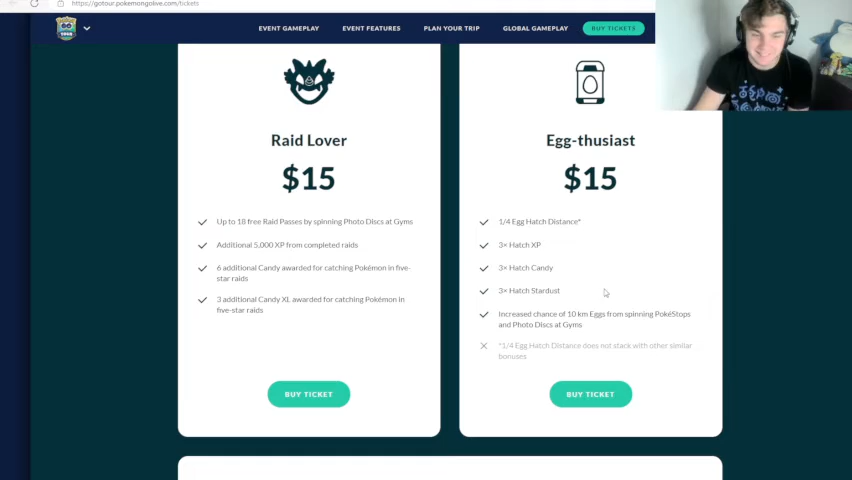 https://gotour.pokemongolive.com/tickets
EVENT GAMEPLAY EVENT FEATURES PLAN YOUR TRIP GLOBAL GAMEPLAY BUY TICKETS
Raid Lover
$15
Up to 18 free Raid Passes by spinning Photo Discs at Gyms
Additional 5,000 XP from completed raids
6 additional Candy awarded for catching Pokémon in five-
star raids
3 additional Candy XL awarded for catching Pokémon in
five-star raids
BUY TICKET
Egg-thusiast
$15
1/4 Egg Hatch Distance*
3× Hatch XP
3× Hatch Candy
3× Hatch Stardust
Increased chance of 10 km Eggs from spinning PokéStops
and Photo Discs at Gyms
*1/4 Egg Hatch Distance does not stack with other similar
bonuses
BUY TICKET